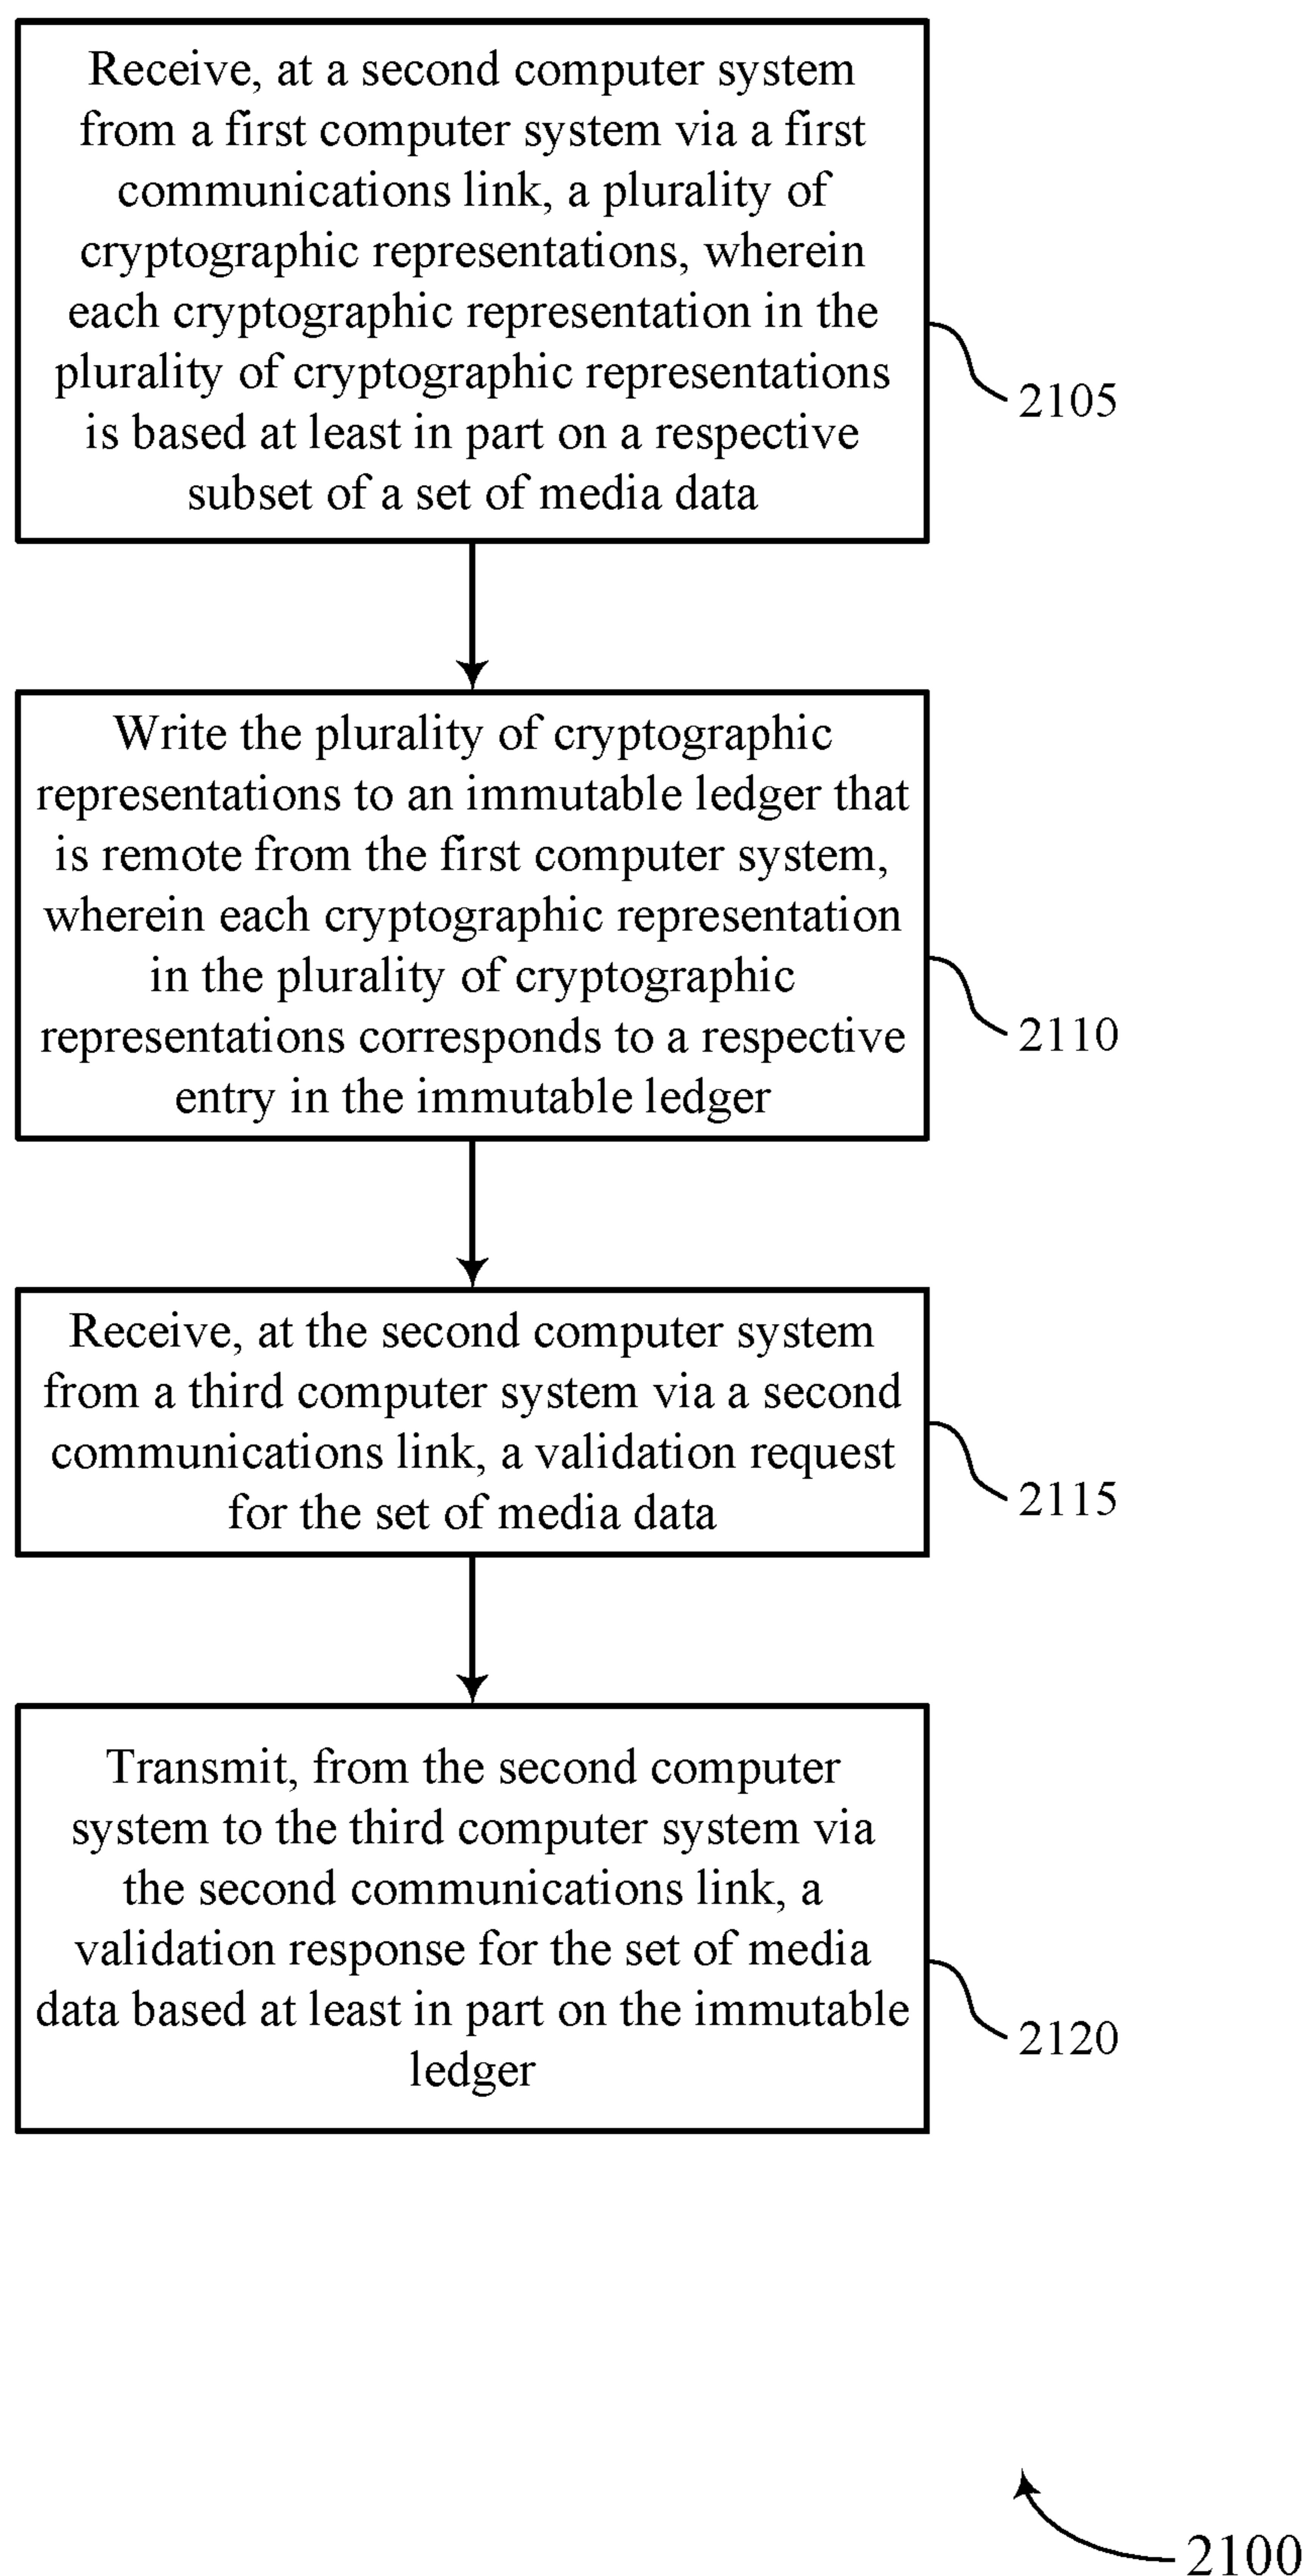 Receive, at a second computer system
from a first computer system via a first
communications link, a plurality of
cryptographic representations, wherein
each cryptographic representation in the
plurality of cryptographic representations
is based at least in part on a respective
subset of a set of media data
2105
Write the plurality of cryptographic
representations to an immutable ledger that
is remote from the first computer system,
wherein each cryptographic representation
in the plurality of cryptographic
representations corresponds to a respective
entry in the immutable ledger
2110
Receive, at the second computer system
from a third computer system via a second
communications link, a validation request
for the set of media data
2115
Transmit, from the second computer
system to the third computer system via
the second communications link, a
validation response for the set of media
data based at least in part on the immutable
ledger
2120
2100